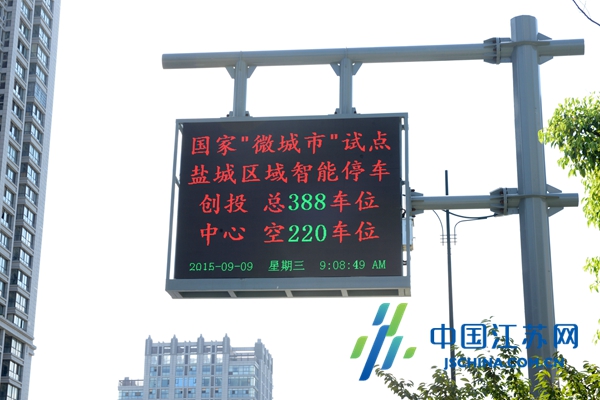 国家"微城市"试点
盐城区域智能停车
创投 总388车位
中心 空220车位
2015-09-09 星期三 9:08:49 AM
中国江苏网
JSCHINA.COM.CN